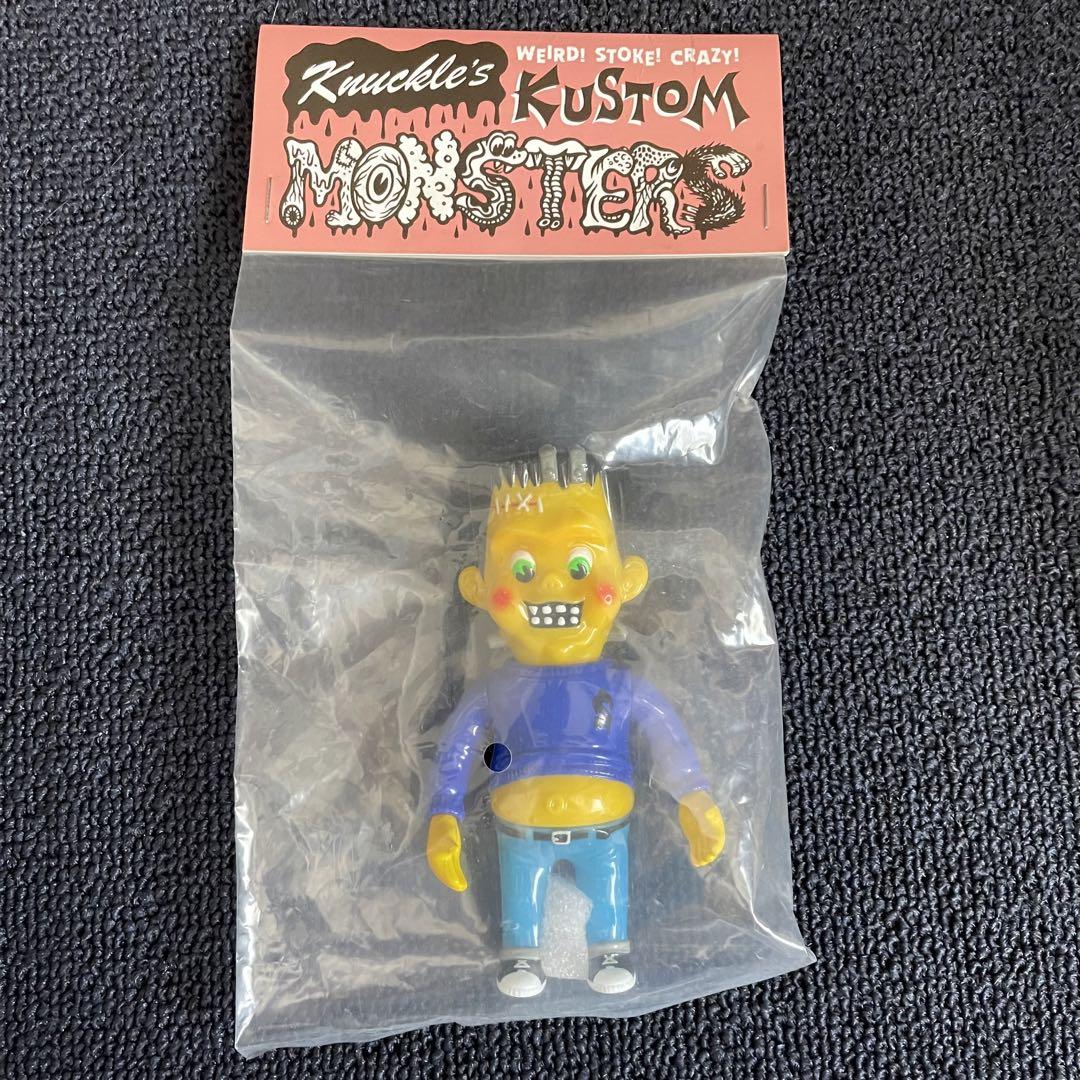 Knuckle's
WEIRD! STOKE! CRAZY!
KUSTOM
MONSTERS